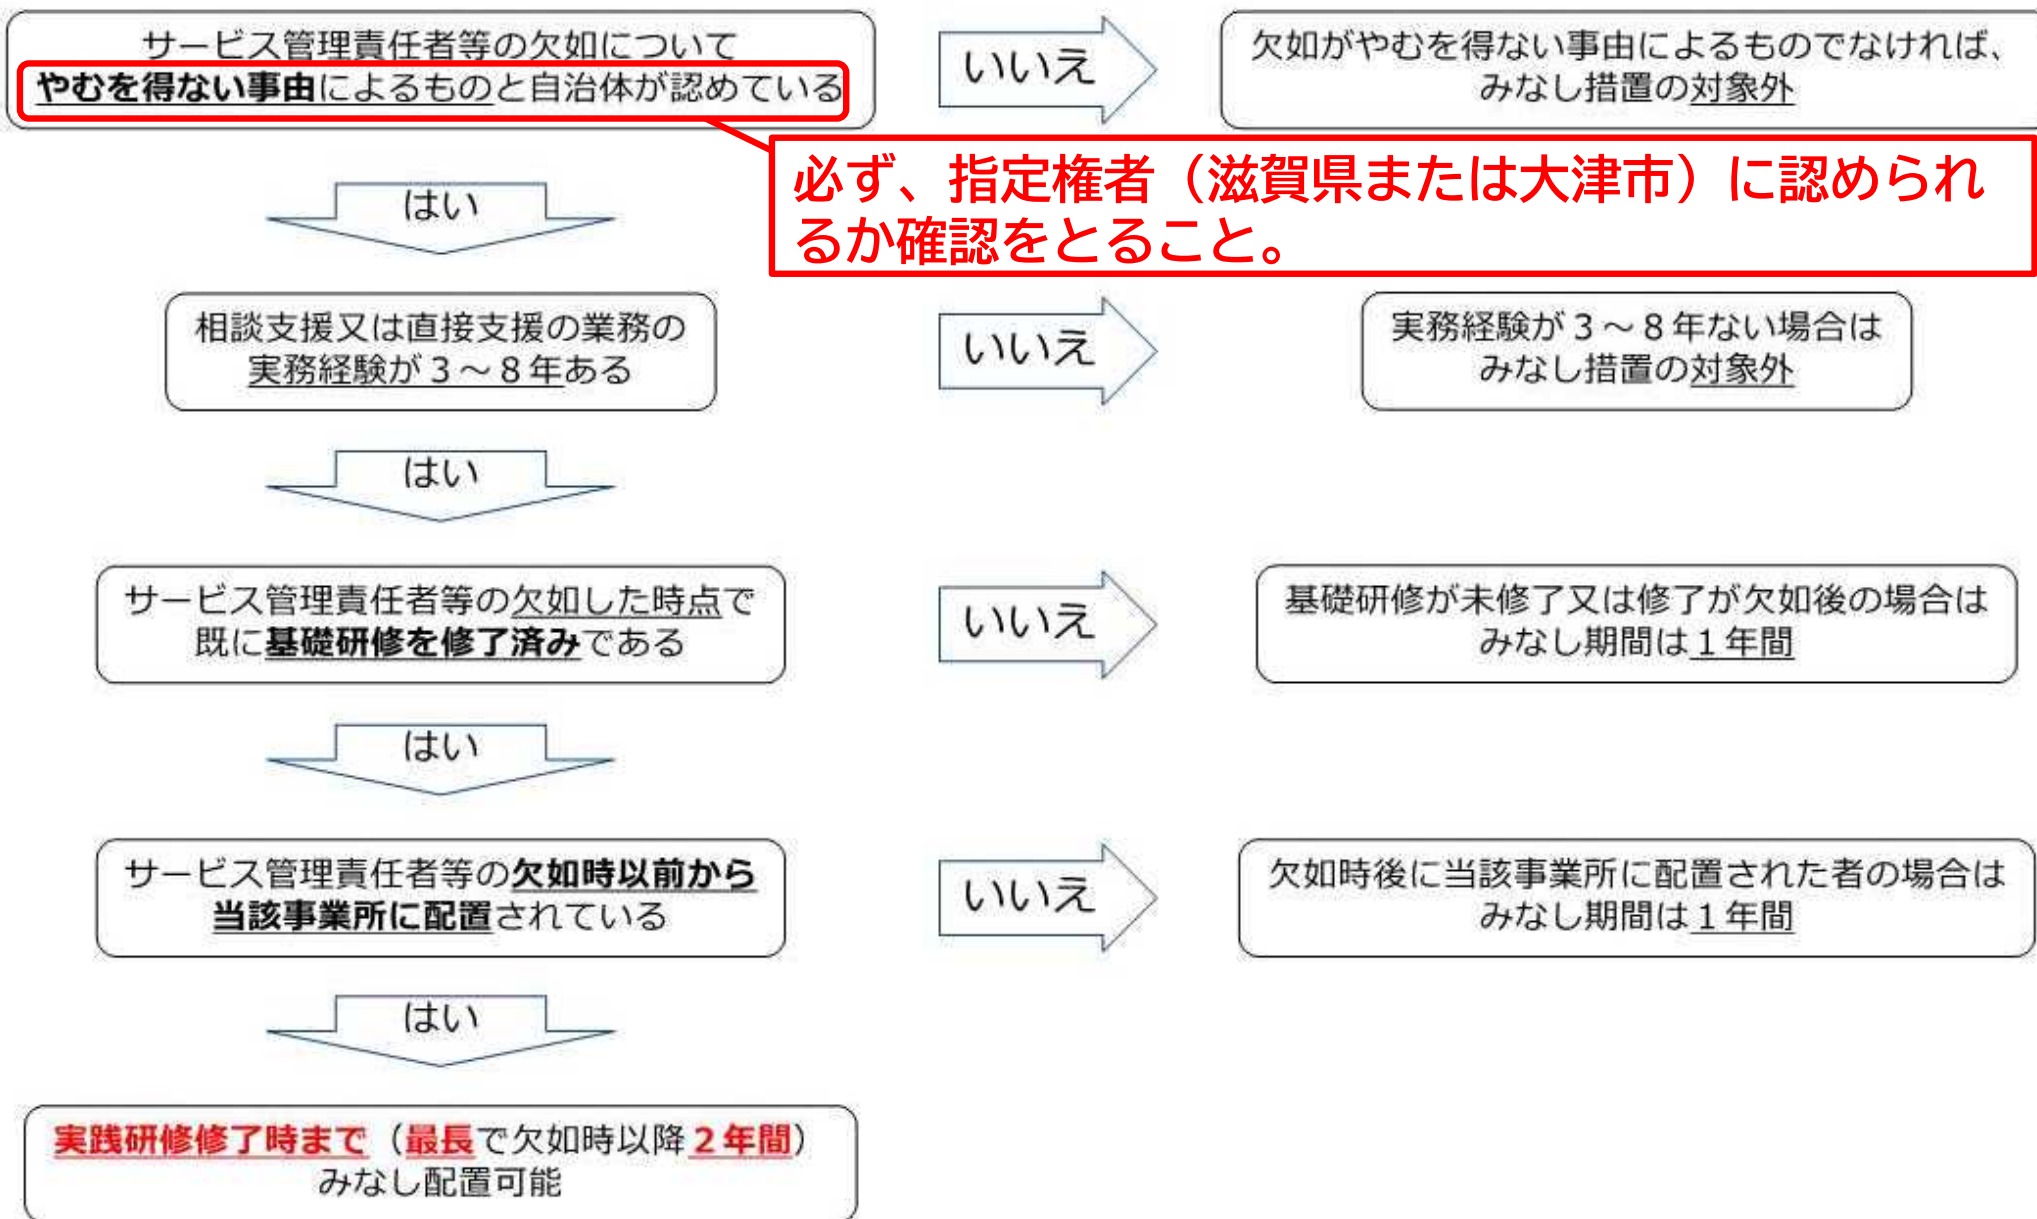 サービス管理責任者等の欠如について
やむを得ない事由によるものと自治体が認めている
いいえ
欠如がやむを得ない事由によるものでなければ、
みなし措置の対象外
必ず、指定権者（滋賀県または大津市）に認められ
るか確認をとること。
はい
相談支援又は直接支援の業務の
実務経験が３～８年ある
いいえ
実務経験が３～８年ない場合は
みなし措置の対象外
はい
サービス管理責任者等の欠如した時点で
既に基礎研修を修了済みである
いいえ
基礎研修が未修了又は修了が欠如後の場合は
みなし期間は１年間
はい
サービス管理責任者等の欠如時以前から
当該事業所に配置されている
いいえ
欠如時後に当該事業所に配置された者の場合は
みなし期間は１年間
はい
実践研修修了時まで（最長で欠如時以降２年間）
みなし配置可能